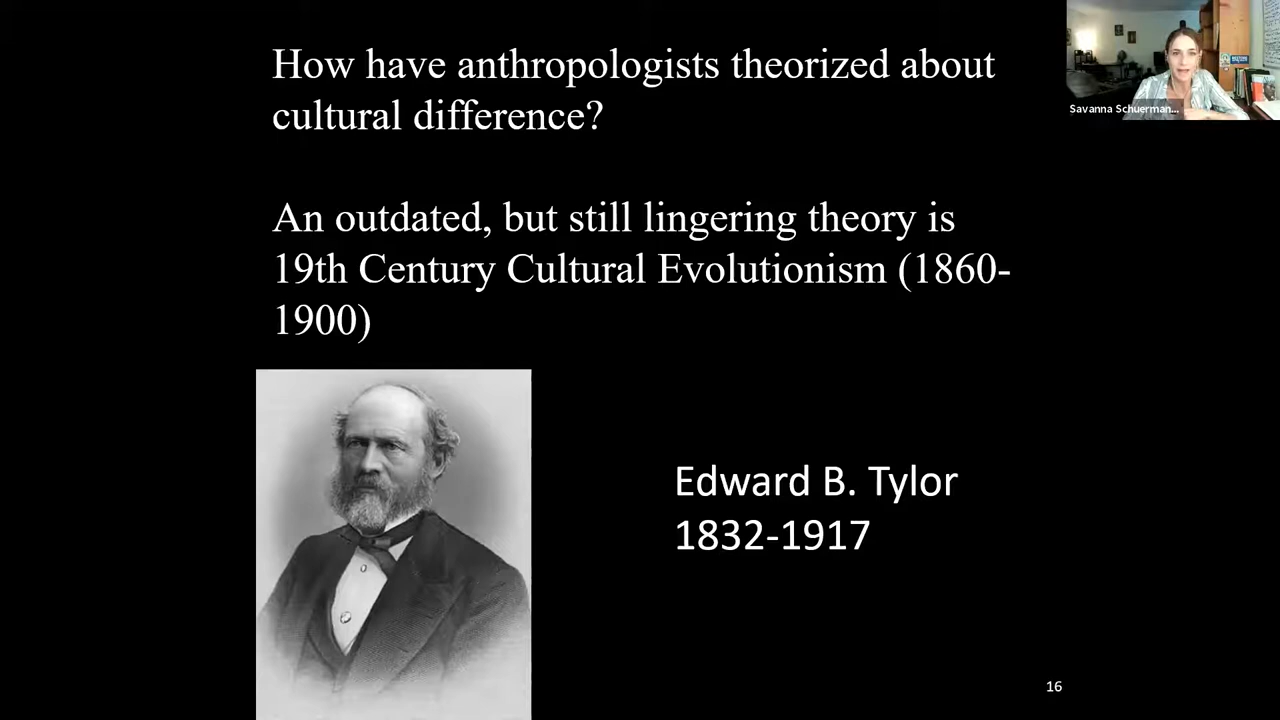 How have anthropologists theorized about
cultural difference?
An outdated, but still lingering theory is
19th Century Cultural Evolutionism (1860-
1900)
Edward B. Tylor
1832-1917
16
Savanna Schuerman...